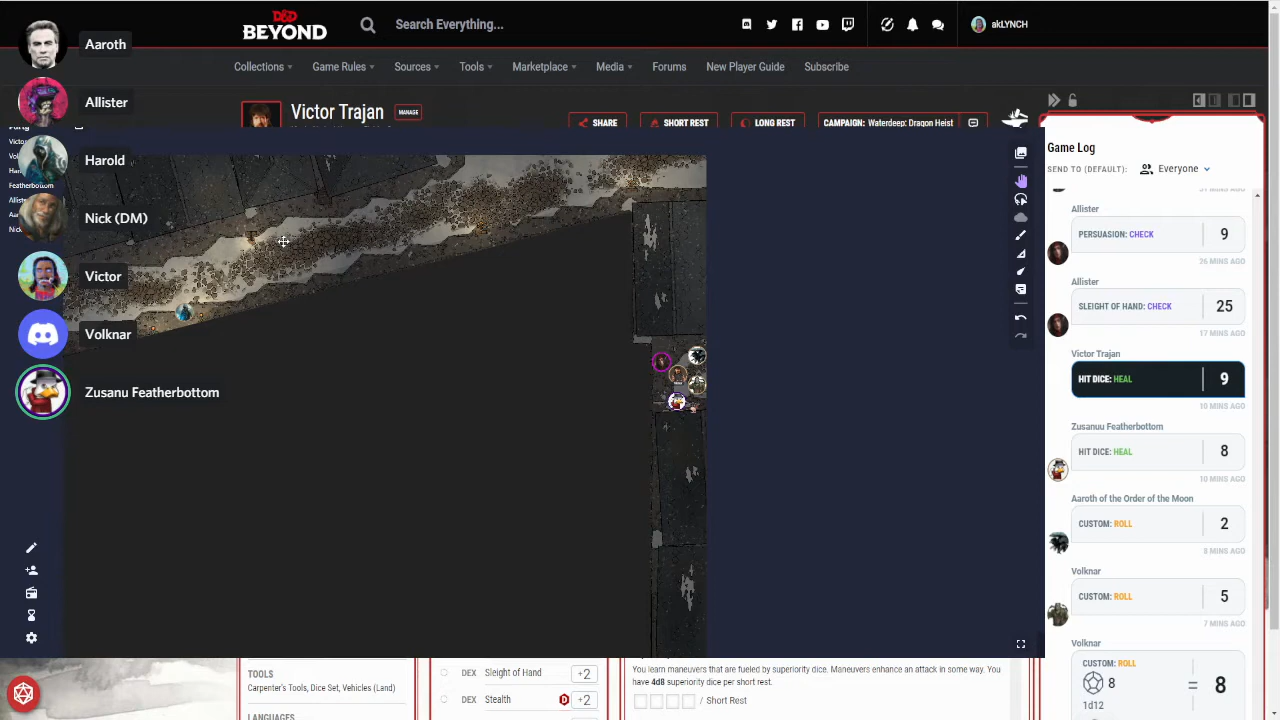 D&D
BEYOND
Search Everything...
akLYNCH
Collections
Game Rules
Sources
Tools
Marketplace
Media
Forums
New Player Guide
Subscribe
Victor Trajan
MANAGE
SHARE
SHORT REST
LONG REST
CAMPAIGN: Waterdeep: Dragon Heist
Aaroth
Allister
Harold
Nick (DM)
Victor
Volknar
Zusanu Featherbottom
Featherbottom
Game Log
SEND TO (DEFAULT):
Everyone
31 MINS AGO
Allister
PERSUASION: CHECK
9
26 MINS AGO
Allister
SLEIGHT OF HAND: CHECK
25
17 MINS AGO
Victor Trajan
HIT DICE: HEAL
9
10 MINS AGO
Zusanuu Featherbottom
HIT DICE: HEAL
8
10 MINS AGO
Aaroth of the Order of the Moon
CUSTOM: ROLL
2
8 MINS AGO
Volknar
CUSTOM: ROLL
5
7 MINS AGO
Volknar
CUSTOM: ROLL
8
1d12
=
8
TOOLS
Carpenter's Tools, Dice Set, Vehicles (Land)
LANGUAGES
DEX
Sleight of Hand
+2
DEX
Stealth
D
+2
You learn maneuvers that are fueled by superiority dice. Maneuvers enhance an attack in some way. You
have 4d8 superiority dice per short rest.
/ Short Rest